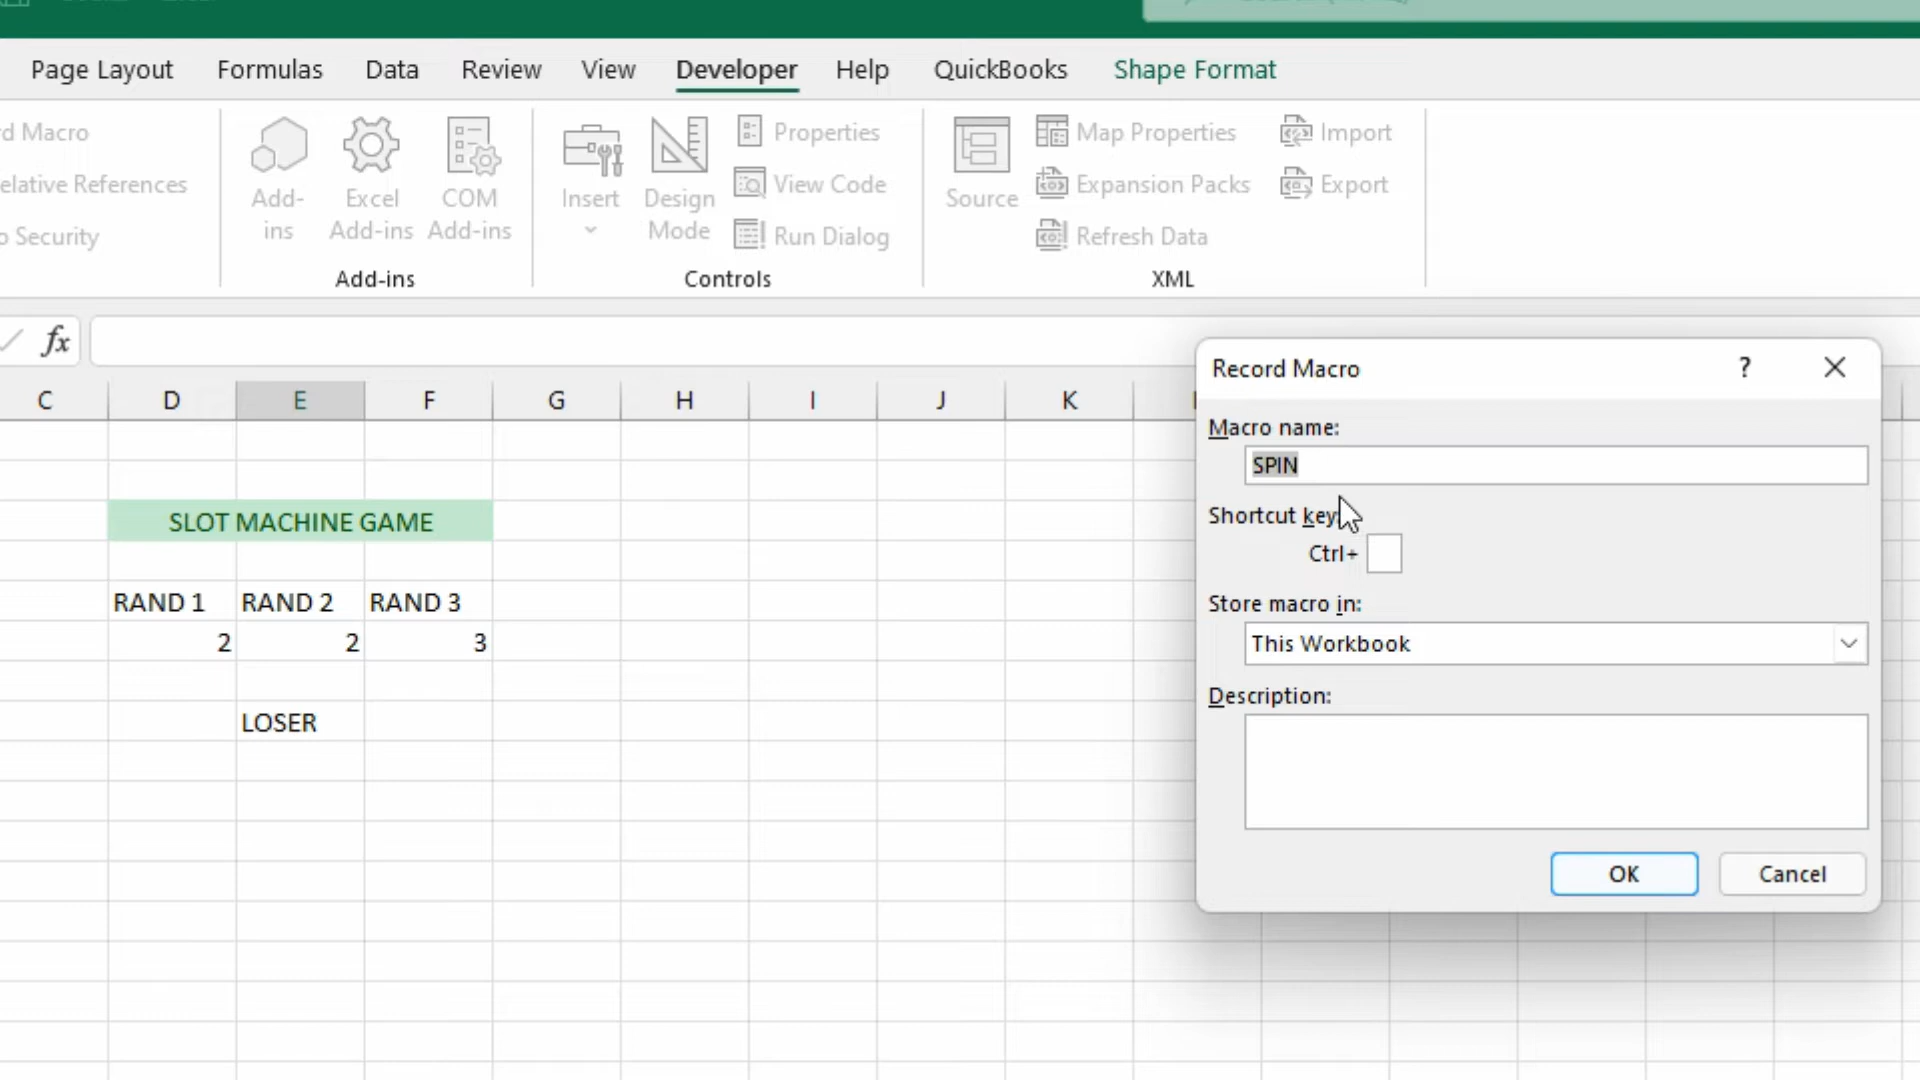 Page Layout Formulas Data Review View Developer Help QuickBooks Shape Format
rd Macro
elative References
o Security
Add-
ins
Excel
Add-ins
COM
Add-ins
Add-ins
Insert
Design
Mode
Properties
View Code
Run Dialog
Controls
Source
Map Properties
Expansion Packs
Refresh Data
Import
Export
XML
fx
C D E F G H I J K
SLOT MACHINE GAME
RAND 1 RAND 2 RAND 3
2 2 3
LOSER
Record Macro ?
Macro name:
SPIN
Shortcut key
Ctrl+
Store macro in:
This Workbook
Description:
OK Cancel